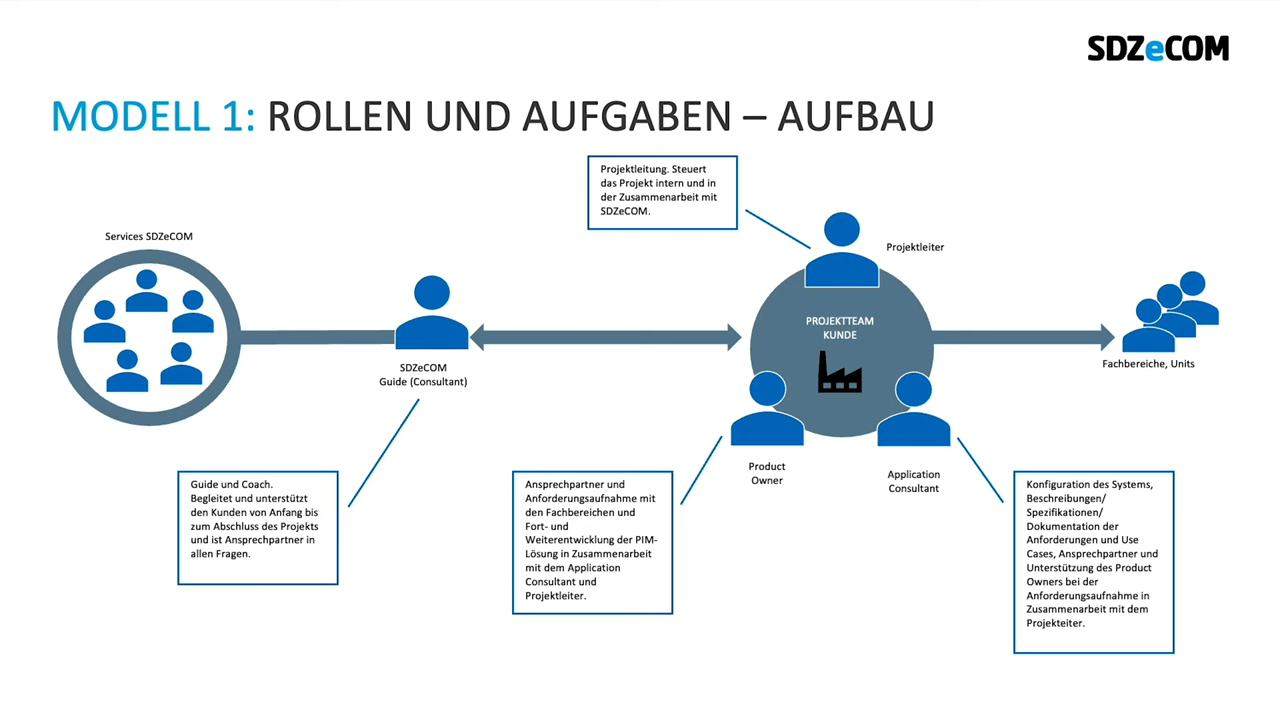 SDZeCOM
MODELL 1: ROLLEN UND AUFGABEN – AUFBAU
Projektleitung. Steuert
das Projekt intern und in
der Zusammenarbeit mit
SDZeCOM.
Services SDZeCOM
Projektleiter
PROJEKTTEAM
KUNDE
SDZeCOM
Guide (Consultant)
Fachbereiche, Units
Product
Owner
Application
Consultant
Guide und Coach.
Begleitet und unterstützt
den Kunden von Anfang bis
zum Abschluss des Projekts
und ist Ansprechpartner in
allen Fragen.
Ansprechpartner und
Anforderungsaufnahme mit
den Fachbereichen und
Fort- und
Weiterentwicklung der PIM-
Lösung in Zusammenarbeit
mit dem Application
Consultant und
Projektleiter.
Konfiguration des Systems,
Beschreibungen/
Spezifikationen/
Dokumentation der
Anforderungen und Use
Cases, Ansprechpartner und
Unterstützung des Product
Owners bei der
Anforderungsaufnahme in
Zusammenarbeit mit dem
Projekteiter.